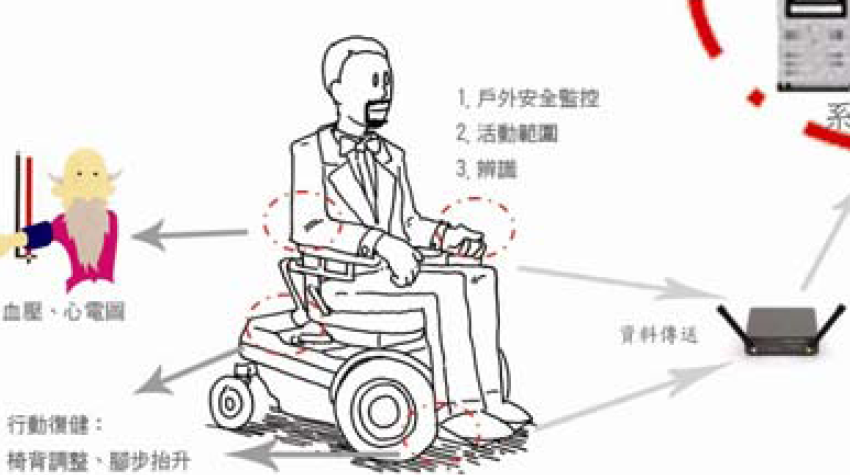 1. 戶外安全監控
2. 活動範圍
3. 辨識
系
血壓、心電圖
資料傳送
行動復健：
椅背調整、腳步抬升